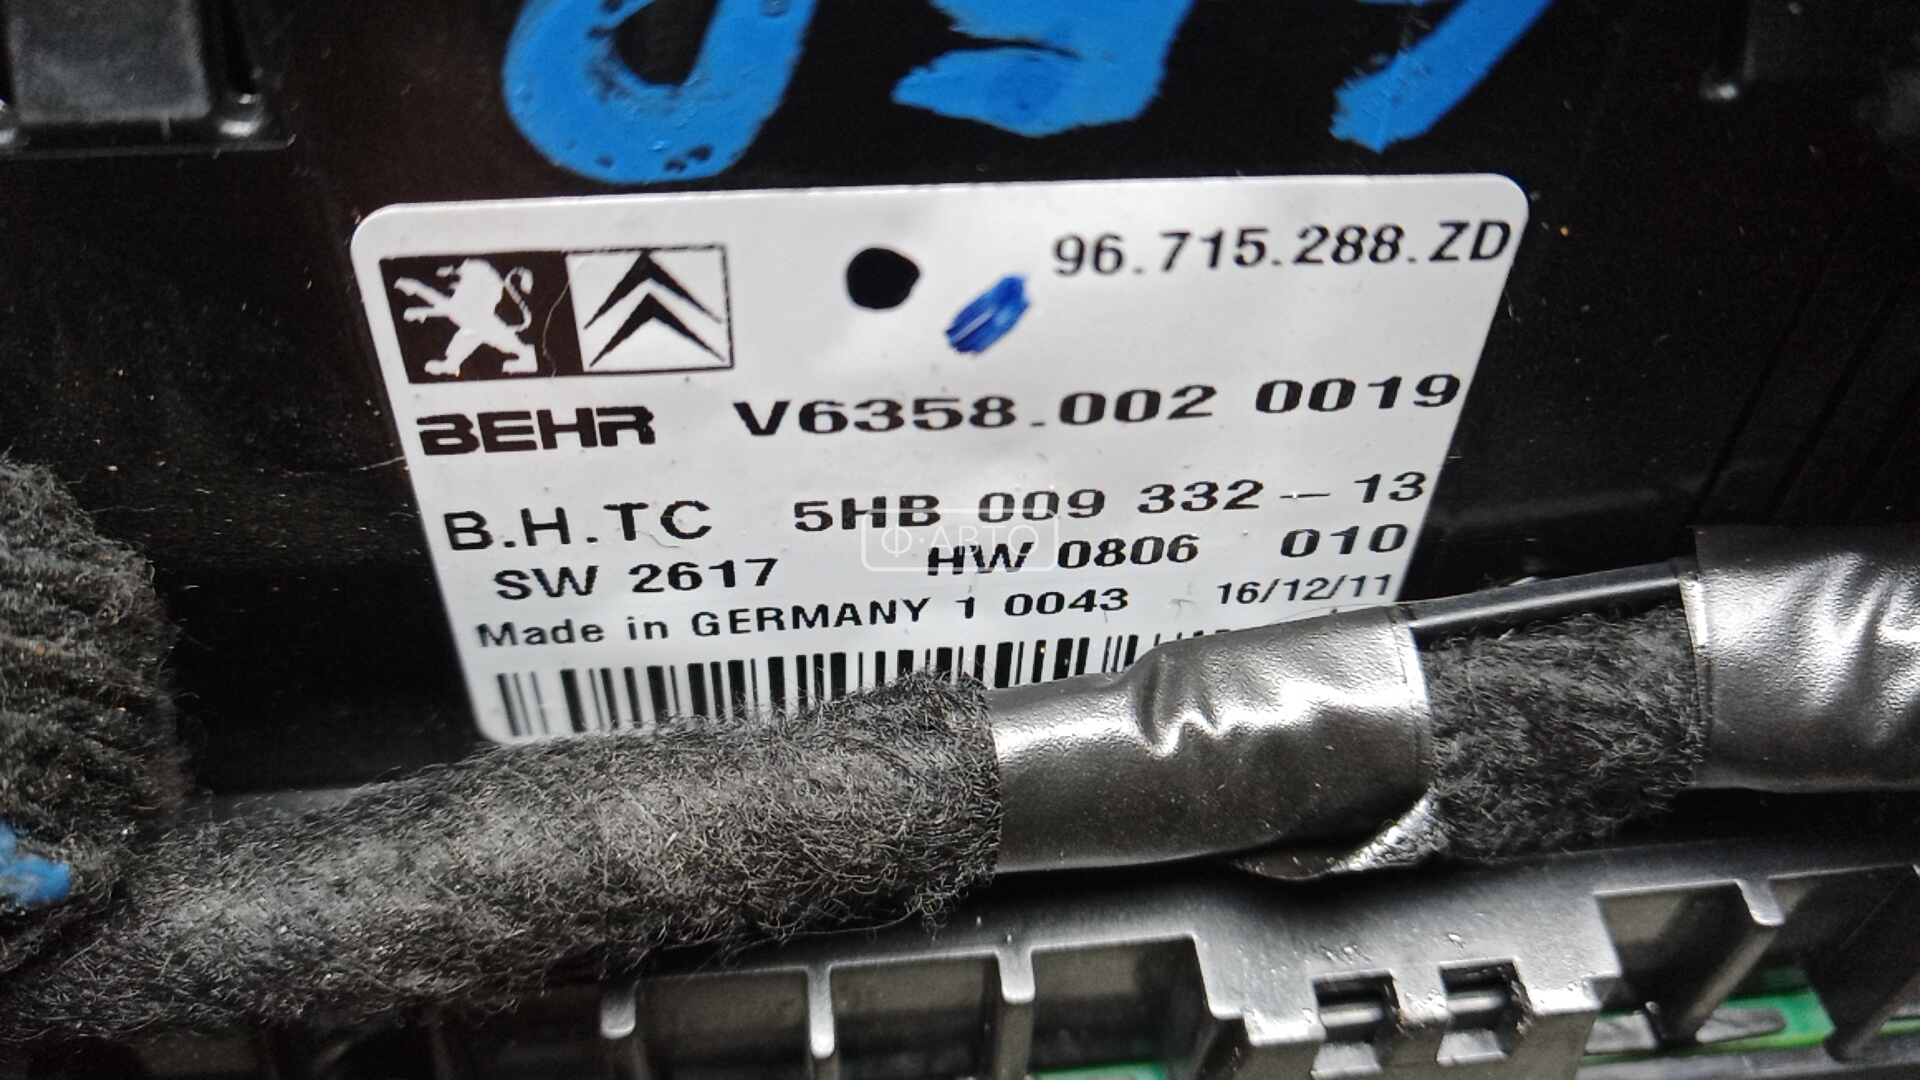 96.715.288.ZD
BEHR V6358.002 0019
B.H.TC 5HB 009 332-13
SW 2617 HW 0806 010
Made in GERMANY 1 0043 16/12/11
Ф·АВТО